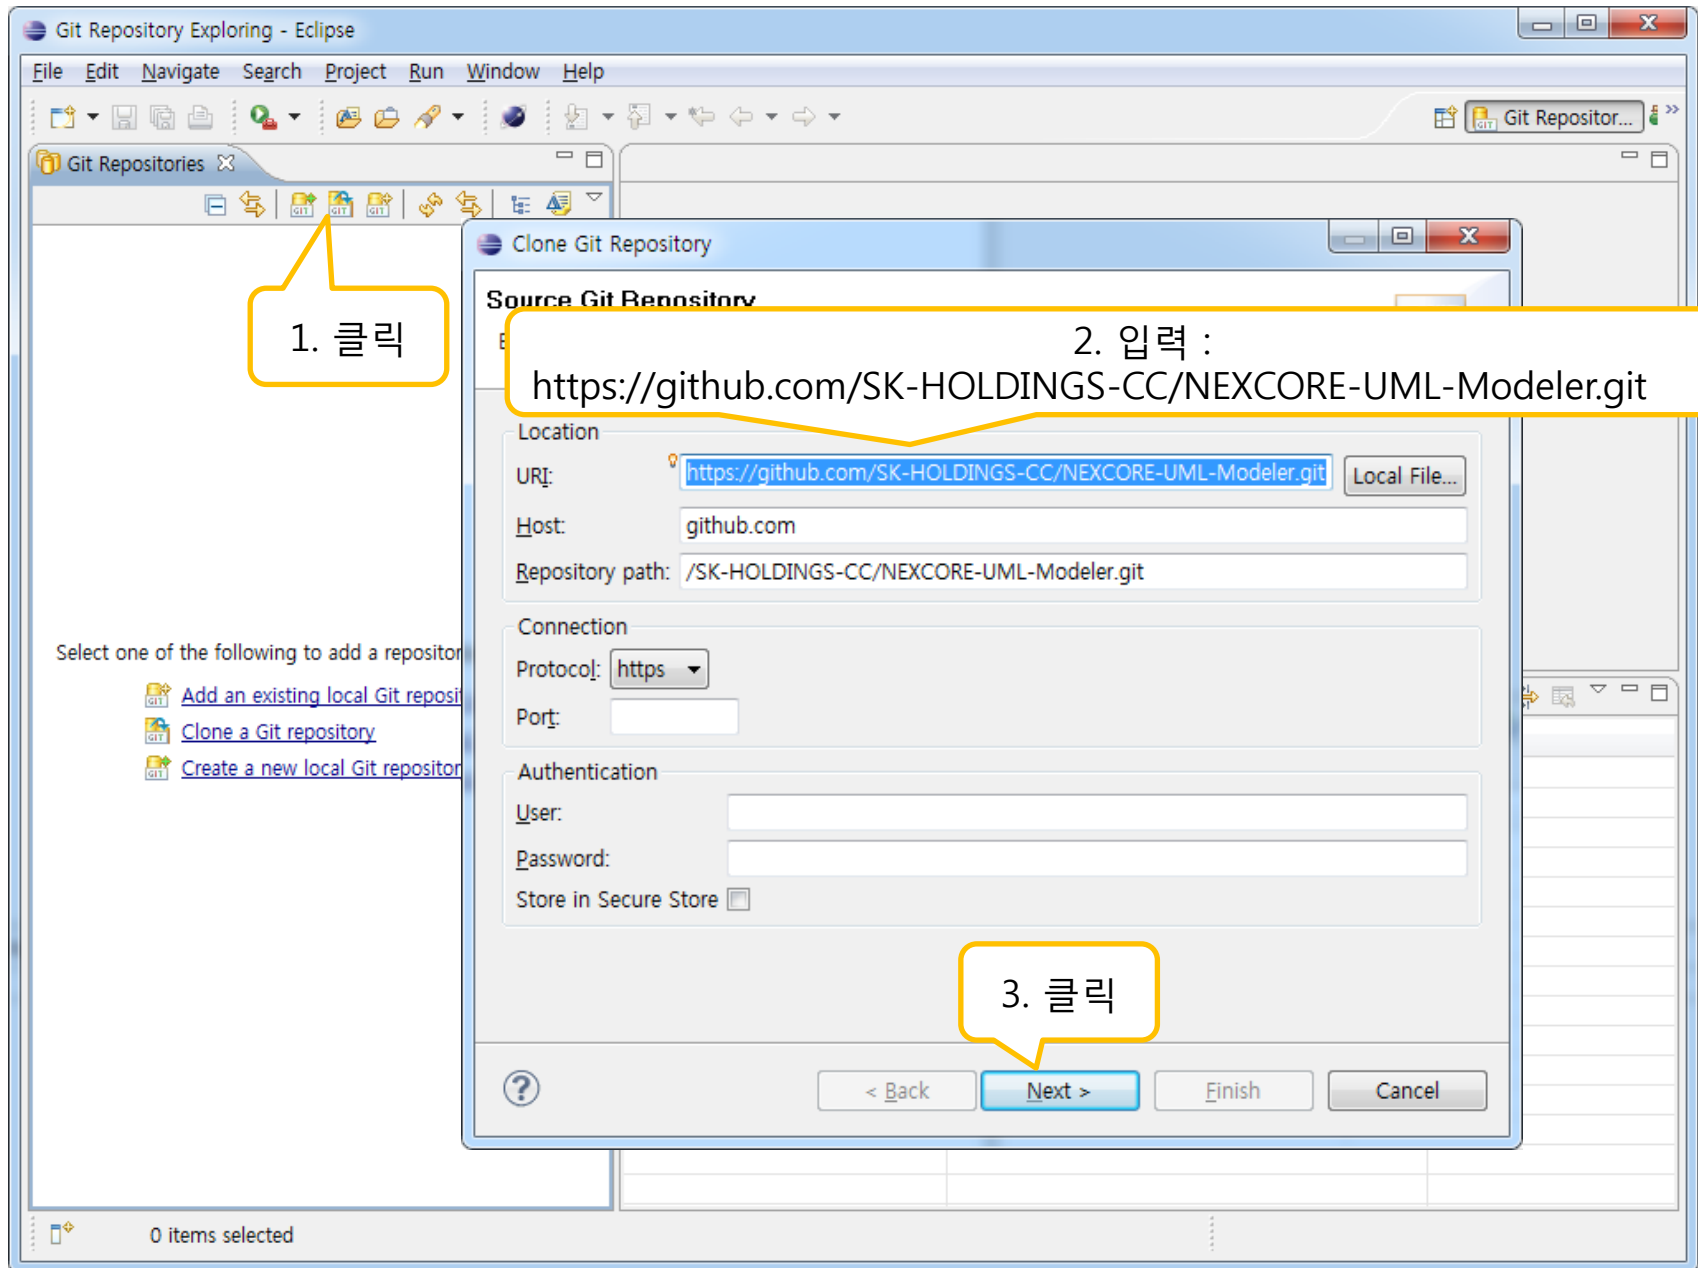 Git Repository Exploring - Eclipse
File Edit Navigate Search Project Run Window Help
Git Repositor...
Git Repositories
Clone Git Repository
Source Git Repository
1. 클릭
2. 입력 :
https://github.com/SK-HOLDINGS-CC/NEXCORE-UML-Modeler.git
Location
URI: https://github.com/SK-HOLDINGS-CC/NEXCORE-UML-Modeler.git Local File...
Host: github.com
Repository path: /SK-HOLDINGS-CC/NEXCORE-UML-Modeler.git
Connection
Protocol: https
Port:
Authentication
User:
Password:
Store in Secure Store
Select one of the following to add a repositor
Add an existing local Git reposit
Clone a Git repository
Create a new local Git repositor
3. 클릭
< Back Next > Finish Cancel
0 items selected